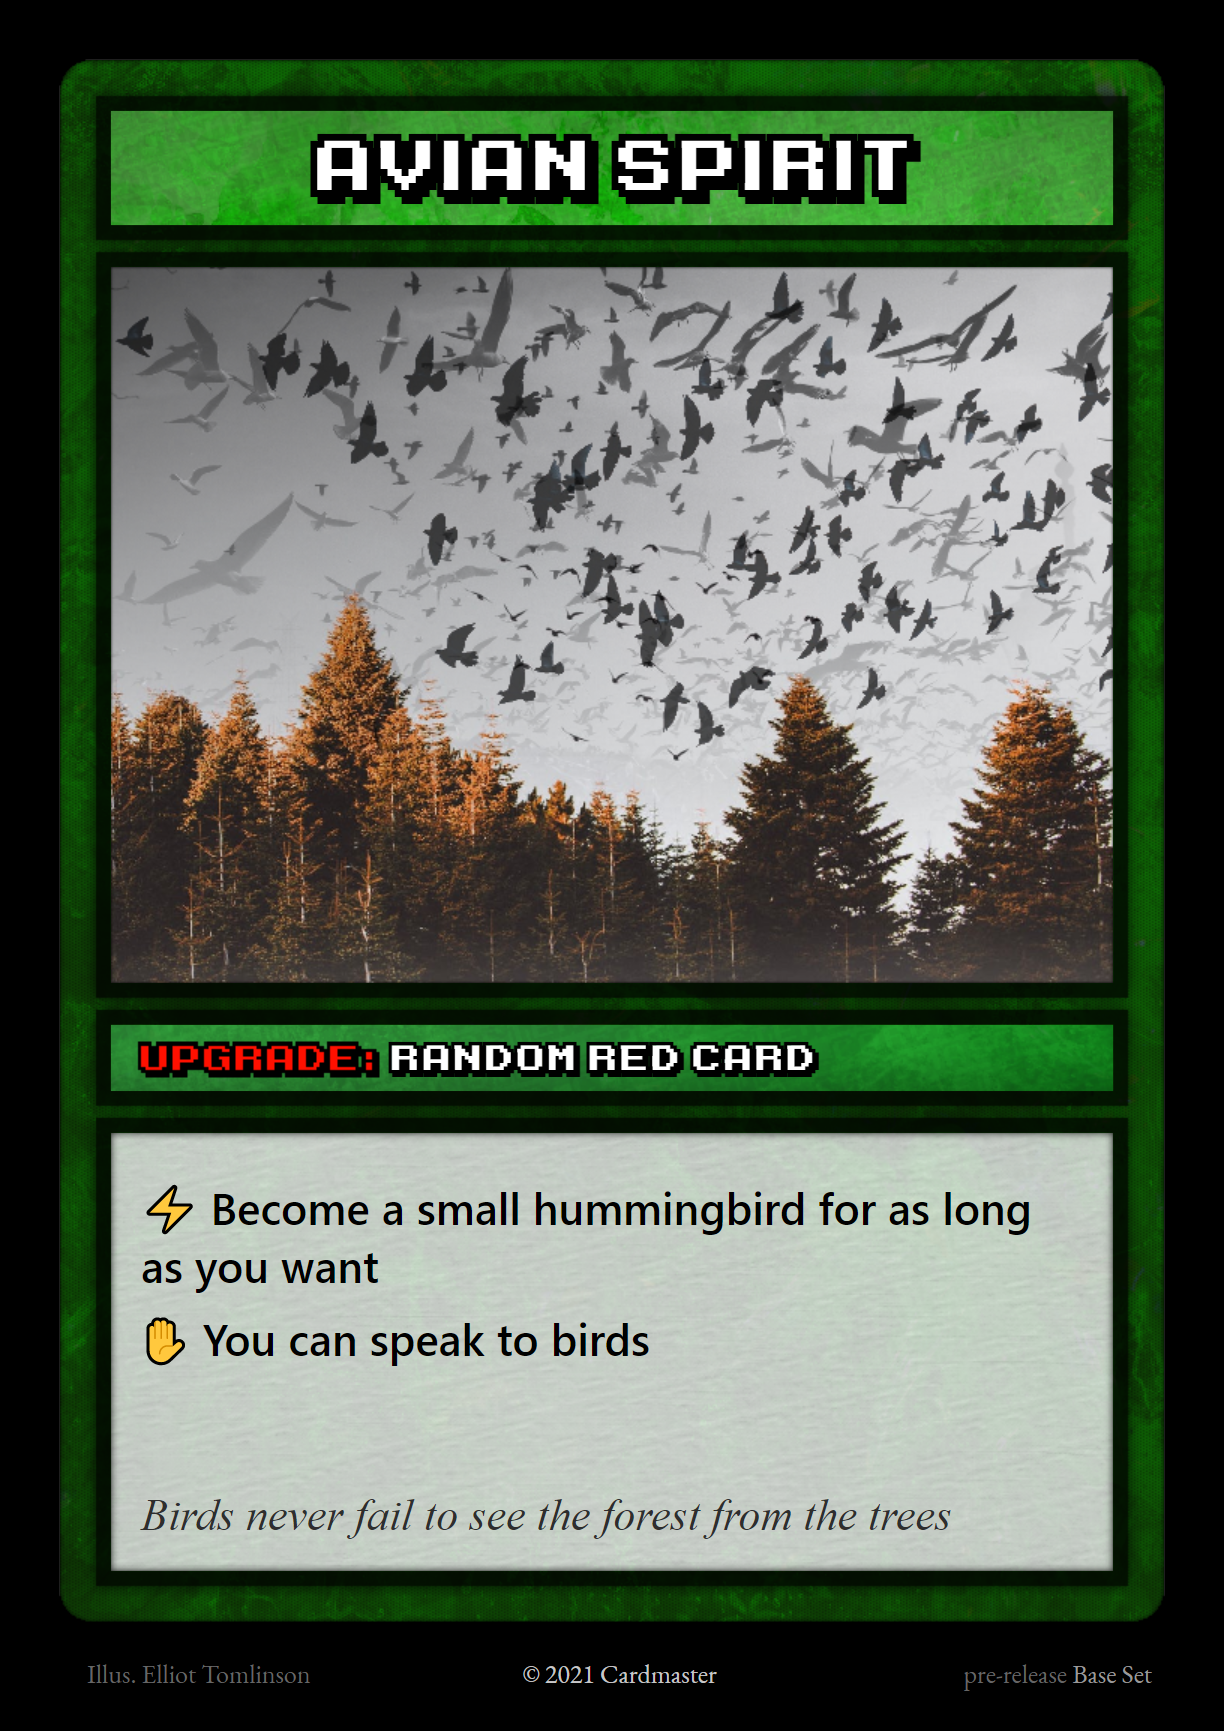 AVIAN SPIRIT
UPGRADE: RANDOM RED CARD
⚡ Become a small hummingbird for as long
as you want
✋ You can speak to birds
Birds never fail to see the forest from the trees
Illus. Elliot Tomlinson © 2021 Cardmaster pre-release Base Set